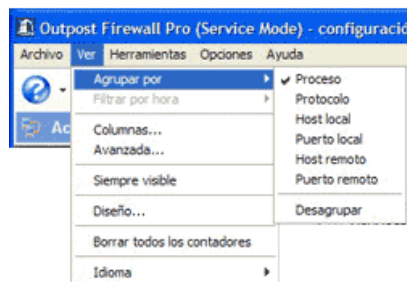 Outpost Firewall Pro (Service Mode) - configuració
Archivo Ver Herramientas Opciones Ayuda
Agrupar por
Filtrar por hora
Ac
Columnas...
Avanzada...
Siempre visible
Diseño...
Borrar todos los contadores
Idioma
Proceso
Protocolo
Host local
Puerto local
Host remoto
Puerto remoto
Desagrupar